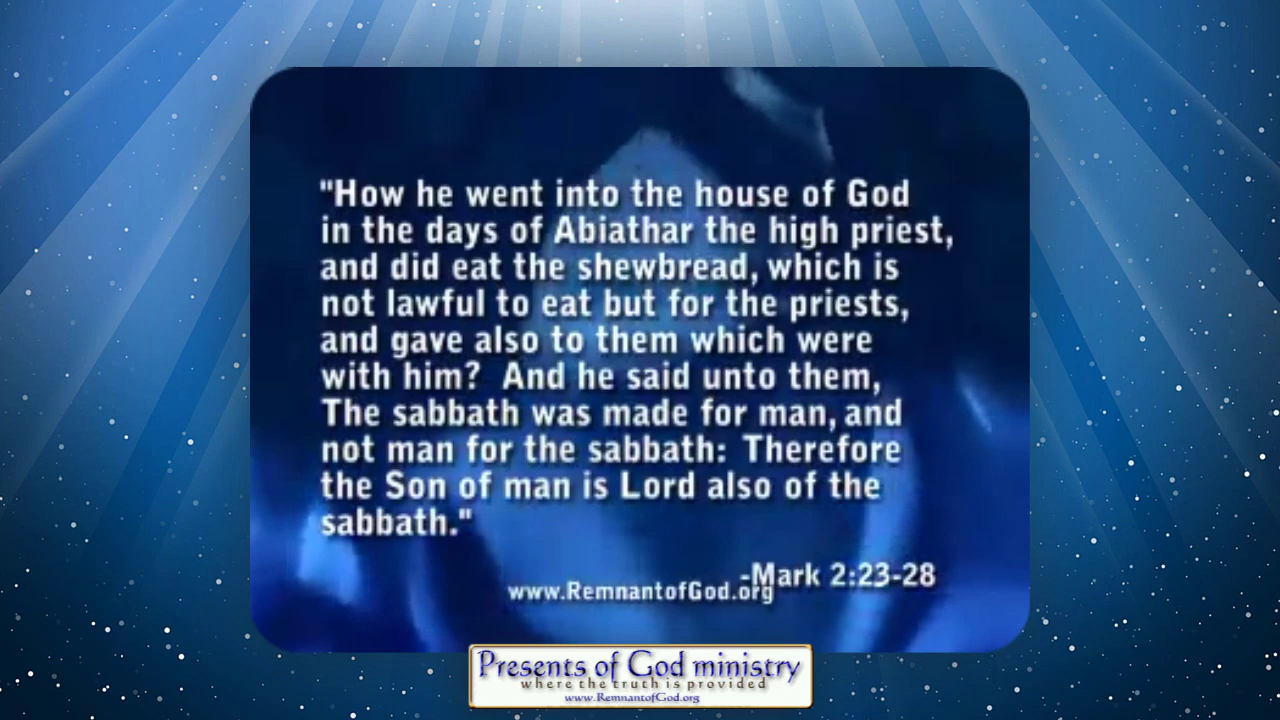 "How he went into the house of God
in the days of Abiathar the high priest,
and did eat the shewbread, which is
not lawful to eat but for the priests,
and gave also to them which were
with him?  And he said unto them,
The sabbath was made for man, and
not man for the sabbath:  Therefore
the Son of man is Lord also of the
sabbath."
-Mark 2:23-28
www.RemnantofGod.org
Presents of God ministry
where the truth is provided
www.RemnantofGod.org